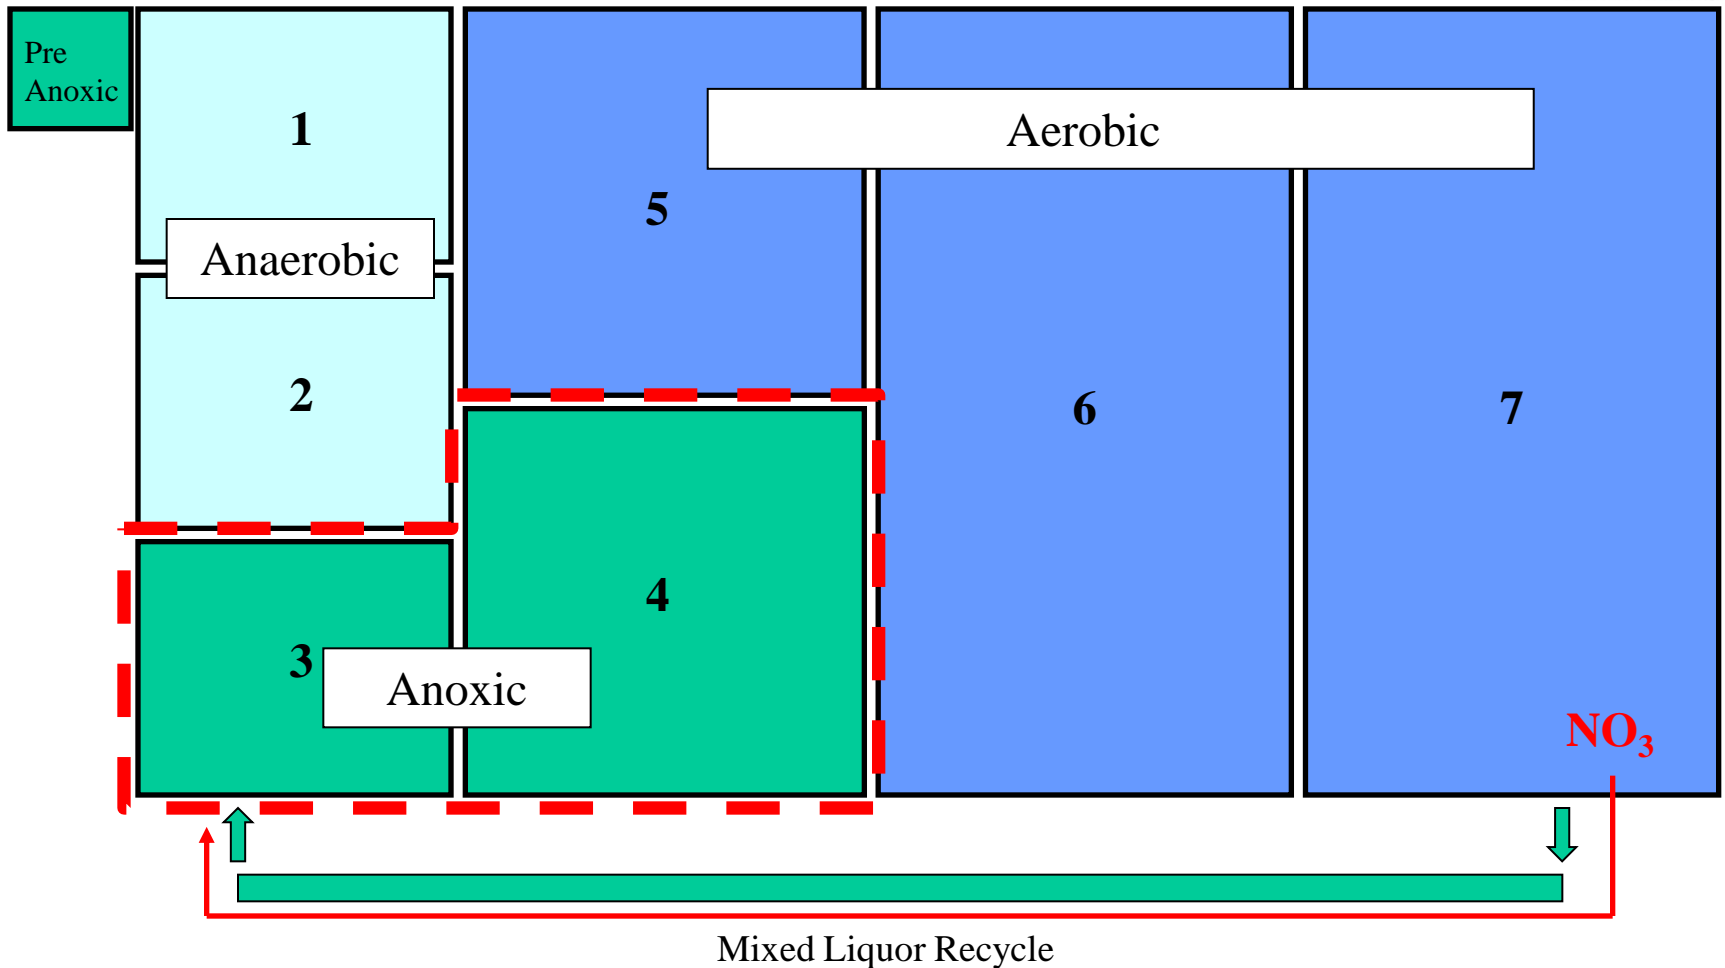 Pre
Anoxic
1
Aerobic
5
Anaerobic
2
6
7
4
3
Anoxic
NO₃
Mixed Liquor Recycle